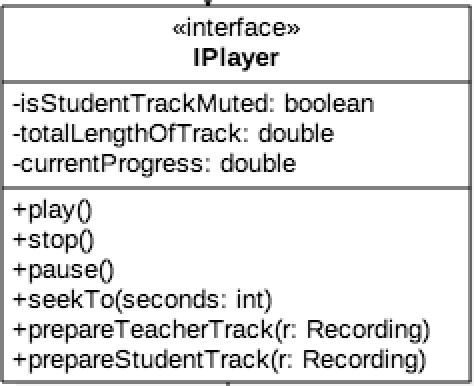 «interface»
IPlayer
-isStudentTrackMuted: boolean
-totalLengthOfTrack: double
-currentProgress: double
+play()
+stop()
+pause()
+seekTo(seconds: int)
+prepareTeacherTrack(r: Recording)
+prepareStudentTrack(r: Recording)